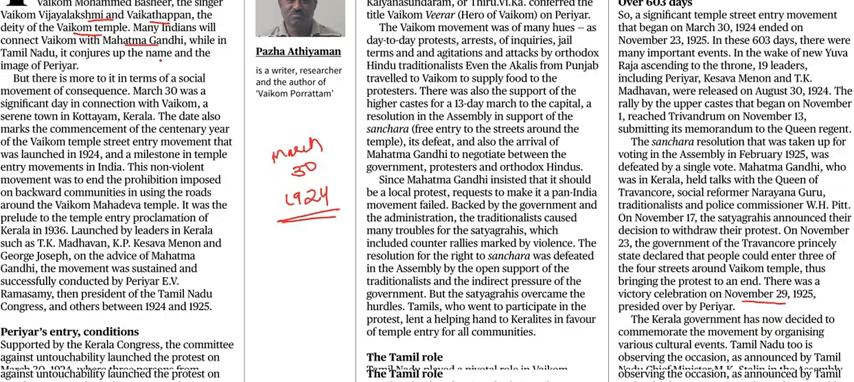 Vaikom Mohammed Basheer, the singer
Vaikom Vijayalakshmi and Vaikathappan, the
deity of the Vaikom temple. Many Indians will
connect Vaikom with Mahatma Gandhi, while in
Tamil Nadu, it conjures up the name and the
image of Periyar.
But there is more to it in terms of a social
movement of consequence. March 30 was a
significant day in connection with Vaikom, a
serene town in Kottayam, Kerala. The date also
marks the commencement of the centenary year
of the Vaikom temple street entry movement that
was launched in 1924, and a milestone in temple
entry movements in India. This non-violent
movement was to end the prohibition imposed
on backward communities in using the roads
around the Vaikom Mahadeva temple. It was the
prelude to the temple entry proclamation of
Kerala in 1936. Launched by leaders in Kerala
such as T.K. Madhavan, K.P. Kesava Menon and
George Joseph, on the advice of Mahatma
Gandhi, the movement was sustained and
successfully conducted by Periyar E.V.
Ramasamy, then president of the Tamil Nadu
Congress, and others between 1924 and 1925.
Periyar's entry, conditions
Supported by the Kerala Congress, the committee
against untouchability launched the protest on
against untouchability launched the protest on
Pazha Athiyaman
is a writer, researcher
and the author of
'Vaikom Porrattam'
March
30
1924
Kalyanasundaram, or Thiru.Vi.Ka. conferred the
title Vaikom Veerar (Hero of Vaikom) on Periyar.
The Vaikom movement was of many hues — as
day-to-day protests, arrests, of inquiries, jail
terms and and agitations and attacks by orthodox
Hindu traditionalists Even the Akalis from Punjab
travelled to Vaikom to supply food to the
protesters. There was also the support of the
higher castes for a 13-day march to the capital, a
resolution in the Assembly in support of the
sanchara (free entry to the streets around the
temple), its defeat, and also the arrival of
Mahatma Gandhi to negotiate between the
government, protesters and orthodox Hindus.
Since Mahatma Gandhi insisted that it should
be a local protest, requests to make it a pan-India
movement failed. Backed by the government and
the administration, the traditionalists caused
many troubles for the satyagrahis, which
included counter rallies marked by violence. The
resolution for the right to sanchara was defeated
in the Assembly by the open support of the
traditionalists and the indirect pressure of the
government. But the satyagrahis overcame the
hurdles. Tamils, who went to participate in the
protest, lent a helping hand to Keralites in favour
of temple entry for all communities.
The Tamil role
The Tamil role
Over 603 days
So, a significant temple street entry movement
that began on March 30, 1924 ended on
November 23, 1925. In these 603 days, there were
many important events. In the wake of new Yuva
Raja ascending to the throne, 19 leaders,
including Periyar, Kesava Menon and T.K.
Madhavan, were released on August 30, 1924. The
rally by the upper castes that began on November
1, reached Trivandrum on November 13,
submitting its memorandum to the Queen regent.
The sanchara resolution that was taken up for
voting in the Assembly in February 1925, was
defeated by a single vote. Mahatma Gandhi, who
was in Kerala, held talks with the Queen of
Travancore, social reformer Narayana Guru,
traditionalists and police commissioner W.H. Pitt.
On November 17, the satyagrahis announced their
decision to withdraw their protest. On November
23, the government of the Travancore princely
state declared that people could enter three of
the four streets around Vaikom temple, thus
bringing the protest to an end. There was a
victory celebration on November 29, 1925,
presided over by Periyar.
The Kerala government has now decided to
commemorate the movement by organising
various cultural events. Tamil Nadu too is
observing the occasion, as announced by Tamil
observing the occasion, as announced by Tamil